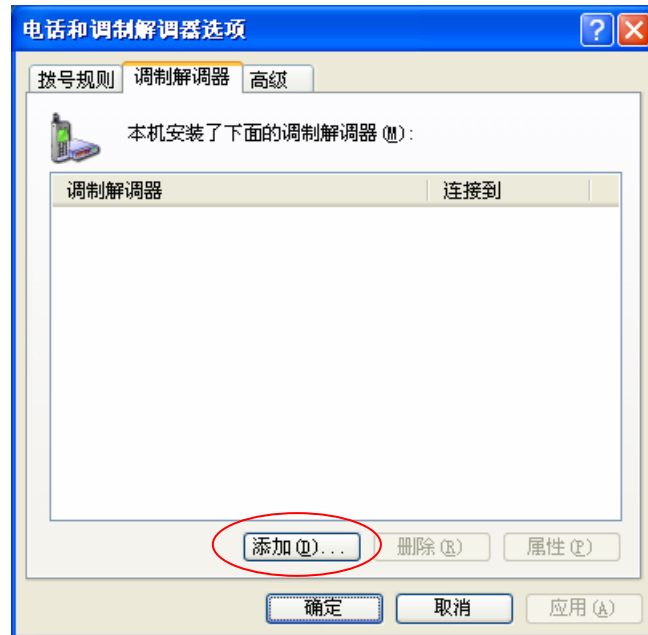 电话和调制解调器选项
拨号规则 调制解调器 高级
本机安装了下面的调制解调器(M):
调制解调器 连接到
添加(D)... 删除(R) 属性(P)
确定 取消 应用(A)